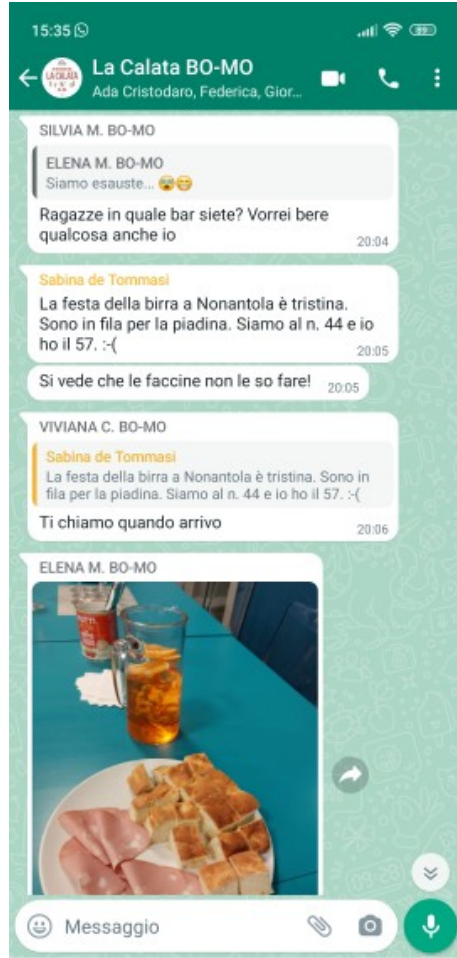 15:35
89
La Calata BO-MO
Ada Cristodaro, Federica, Gior...
SILVIA M. BO-MO
ELENA M. BO-MO
Siamo esauste... 😵😁
Ragazze in quale bar siete? Vorrei bere
qualcosa anche io
20:04
Sabina de Tommasi
La festa della birra a Nonantola è tristina.
Sono in fila per la piadina. Siamo al n. 44 e io
ho il 57. :-(
20:05
Si vede che le faccine non le so fare!
20:05
VIVIANA C. BO-MO
Sabina de Tommasi
La festa della birra a Nonantola è tristina. Sono in
fila per la piadina. Siamo al n. 44 e io ho il 57. :-(
Ti chiamo quando arrivo
20:06
ELENA M. BO-MO
Messaggio